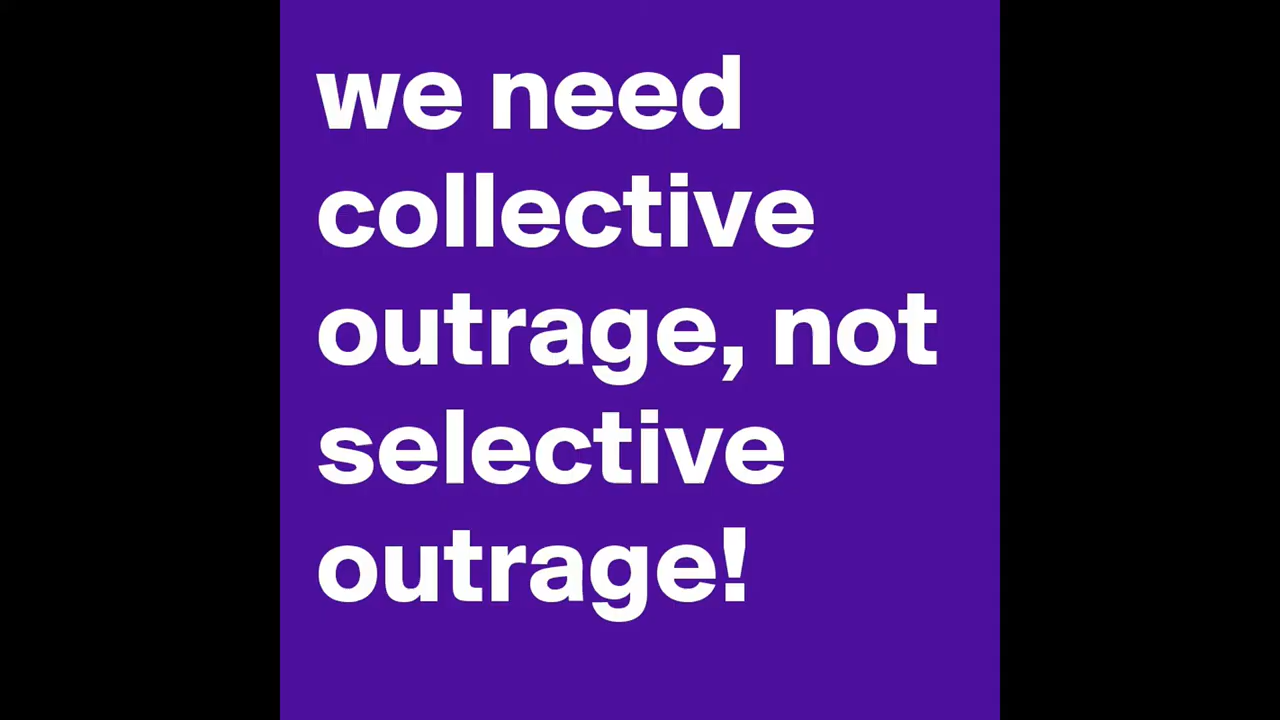 we need
collective
outrage, not
selective
outrage!